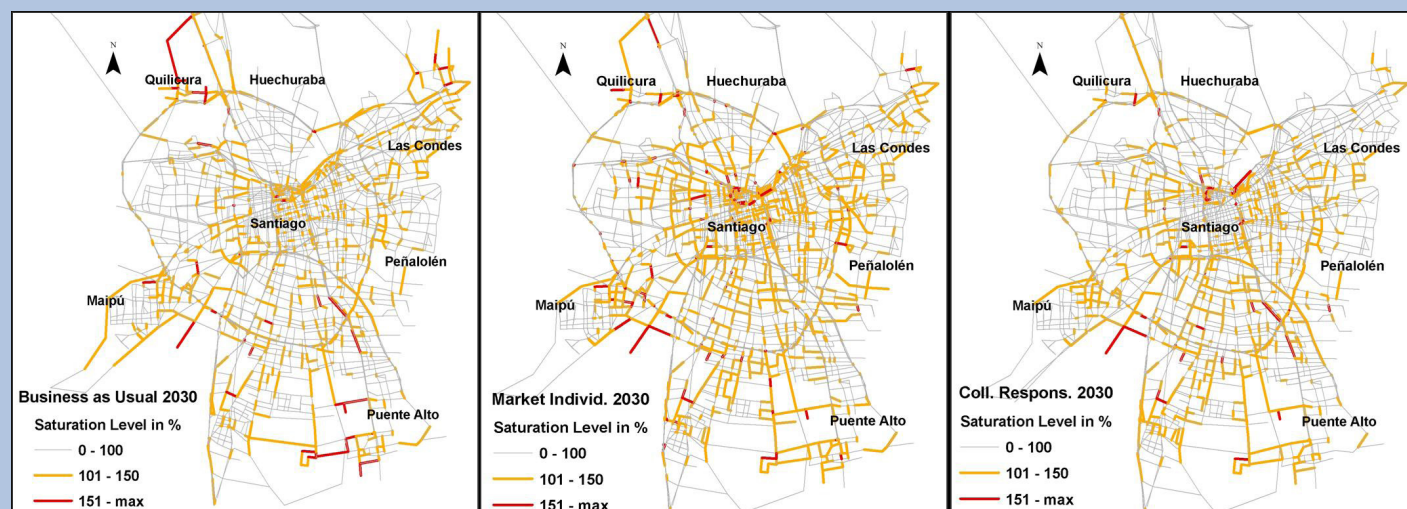 N
Quilicura
Huechuraba
Las Condes
Santiago
Peñalolén
Maipú
Puente Alto
Business as Usual 2030
Saturation Level in %
0 - 100
101 - 150
151 - max
N
Quilicura
Huechuraba
Las Condes
Santiago
Peñalolén
Maipú
Puente Alto
Market Individ. 2030
Saturation Level in %
0 - 100
101 - 150
151 - max
N
Quilicura
Huechuraba
Las Condes
Santiago
Peñalolén
Maipú
Puente Alto
Coll. Respons. 2030
Saturation Level in %
0 - 100
101 - 150
151 - max